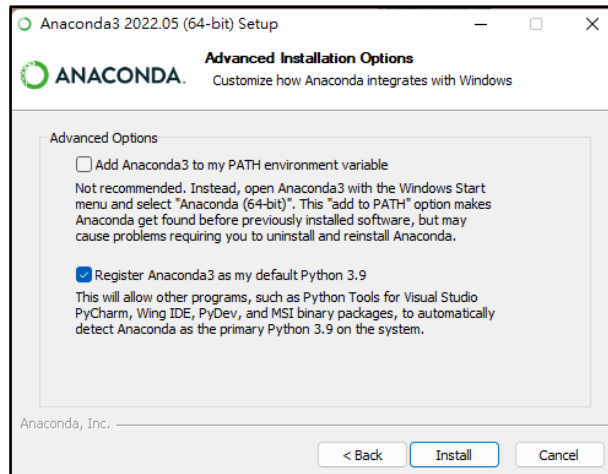 Anaconda3 2022.05 (64-bit) Setup
ANACONDA.
Advanced Installation Options
Customize how Anaconda integrates with Windows
Advanced Options
Add Anaconda3 to my PATH environment variable
Not recommended. Instead, open Anaconda3 with the Windows Start
menu and select "Anaconda (64-bit)". This "add to PATH" option makes
Anaconda get found before previously installed software, but may
cause problems requiring you to uninstall and reinstall Anaconda.
Register Anaconda3 as my default Python 3.9
This will allow other programs, such as Python Tools for Visual Studio
PyCharm, Wing IDE, PyDev, and MSI binary packages, to automatically
detect Anaconda as the primary Python 3.9 on the system.
Anaconda, Inc.
< Back
Install
Cancel